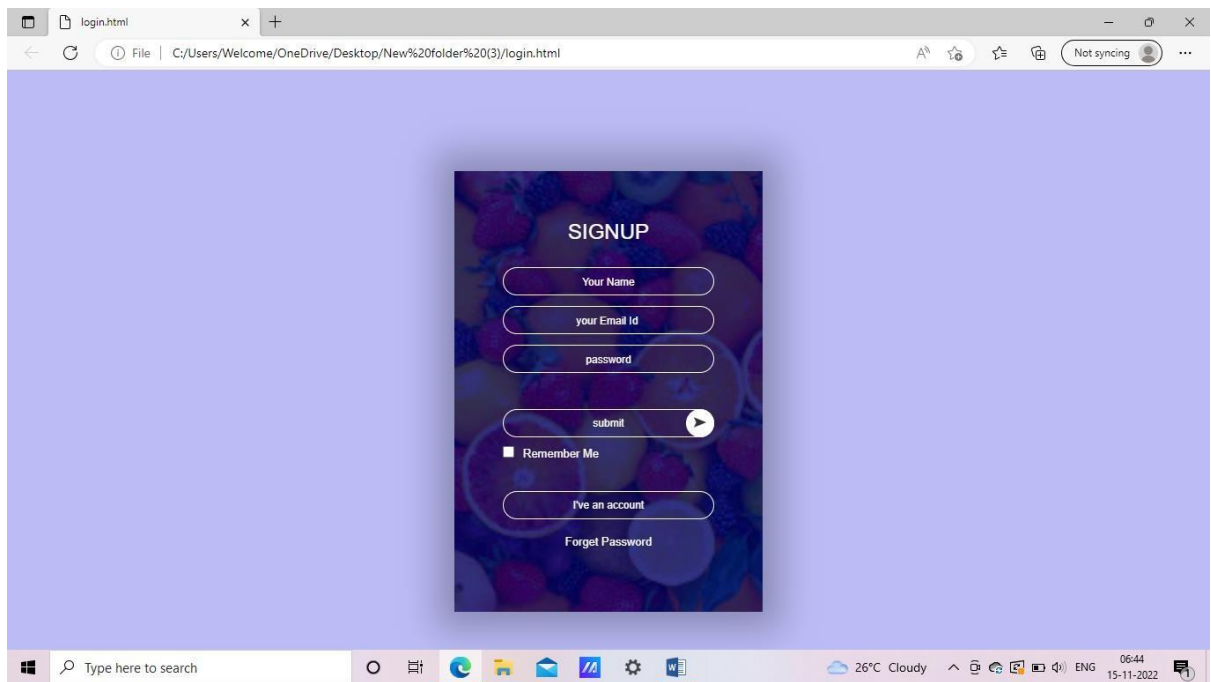 login.html
File | C:/Users/Welcome/OneDrive/Desktop/New%20folder%20(3)/login.html
Not syncing
SIGNUP
Your Name
your Email Id
password
submit
Remember Me
I've an account
Forget Password
Type here to search
26°C Cloudy
ENG
06:44
15-11-2022
1